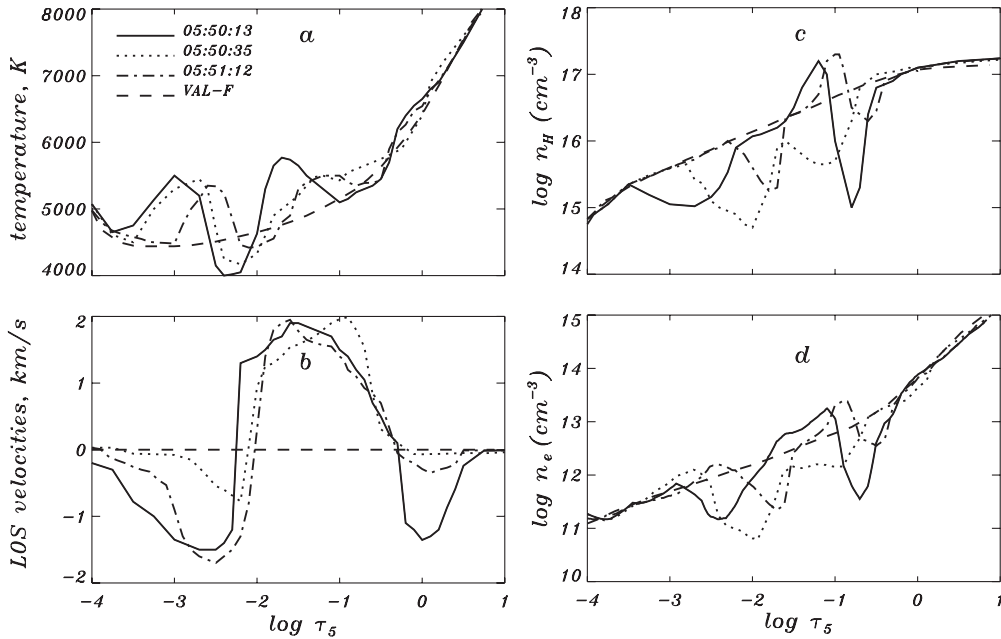 8000
7000
6000
5000
4000
temperature, K
05:50:13
05:50:35
05:51:12
VAL-F
a
18
17
16
15
14
log n_H (cm^-3)
c
2
1
0
-1
-2
LOS velocities, km/s
b
-4 -3 -2 -1 0 1
log τ_5
15
14
13
12
11
10
log n_e (cm^-3)
d
-4 -3 -2 -1 0 1
log τ_5